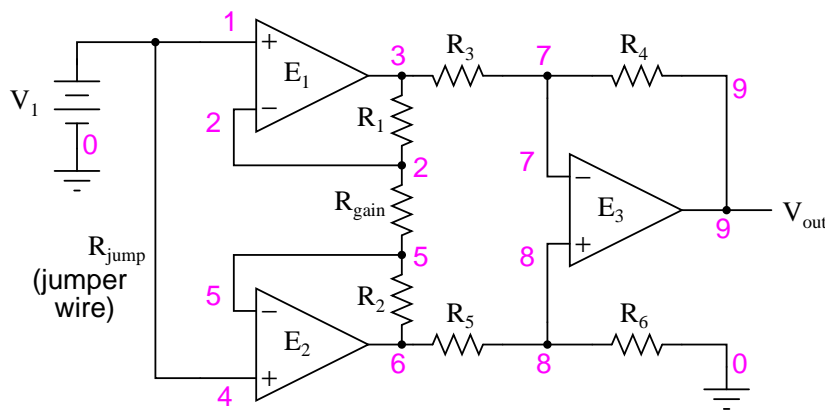 1
3
R3
7
R4
+
E1
V1
−
R1
9
2
0
2
7
−
Rgain
E3
Vout
9
+
8
Rjump
(jumper
wire)
5
5
−
R2
E2
R5
R6
+
4
6
8
0